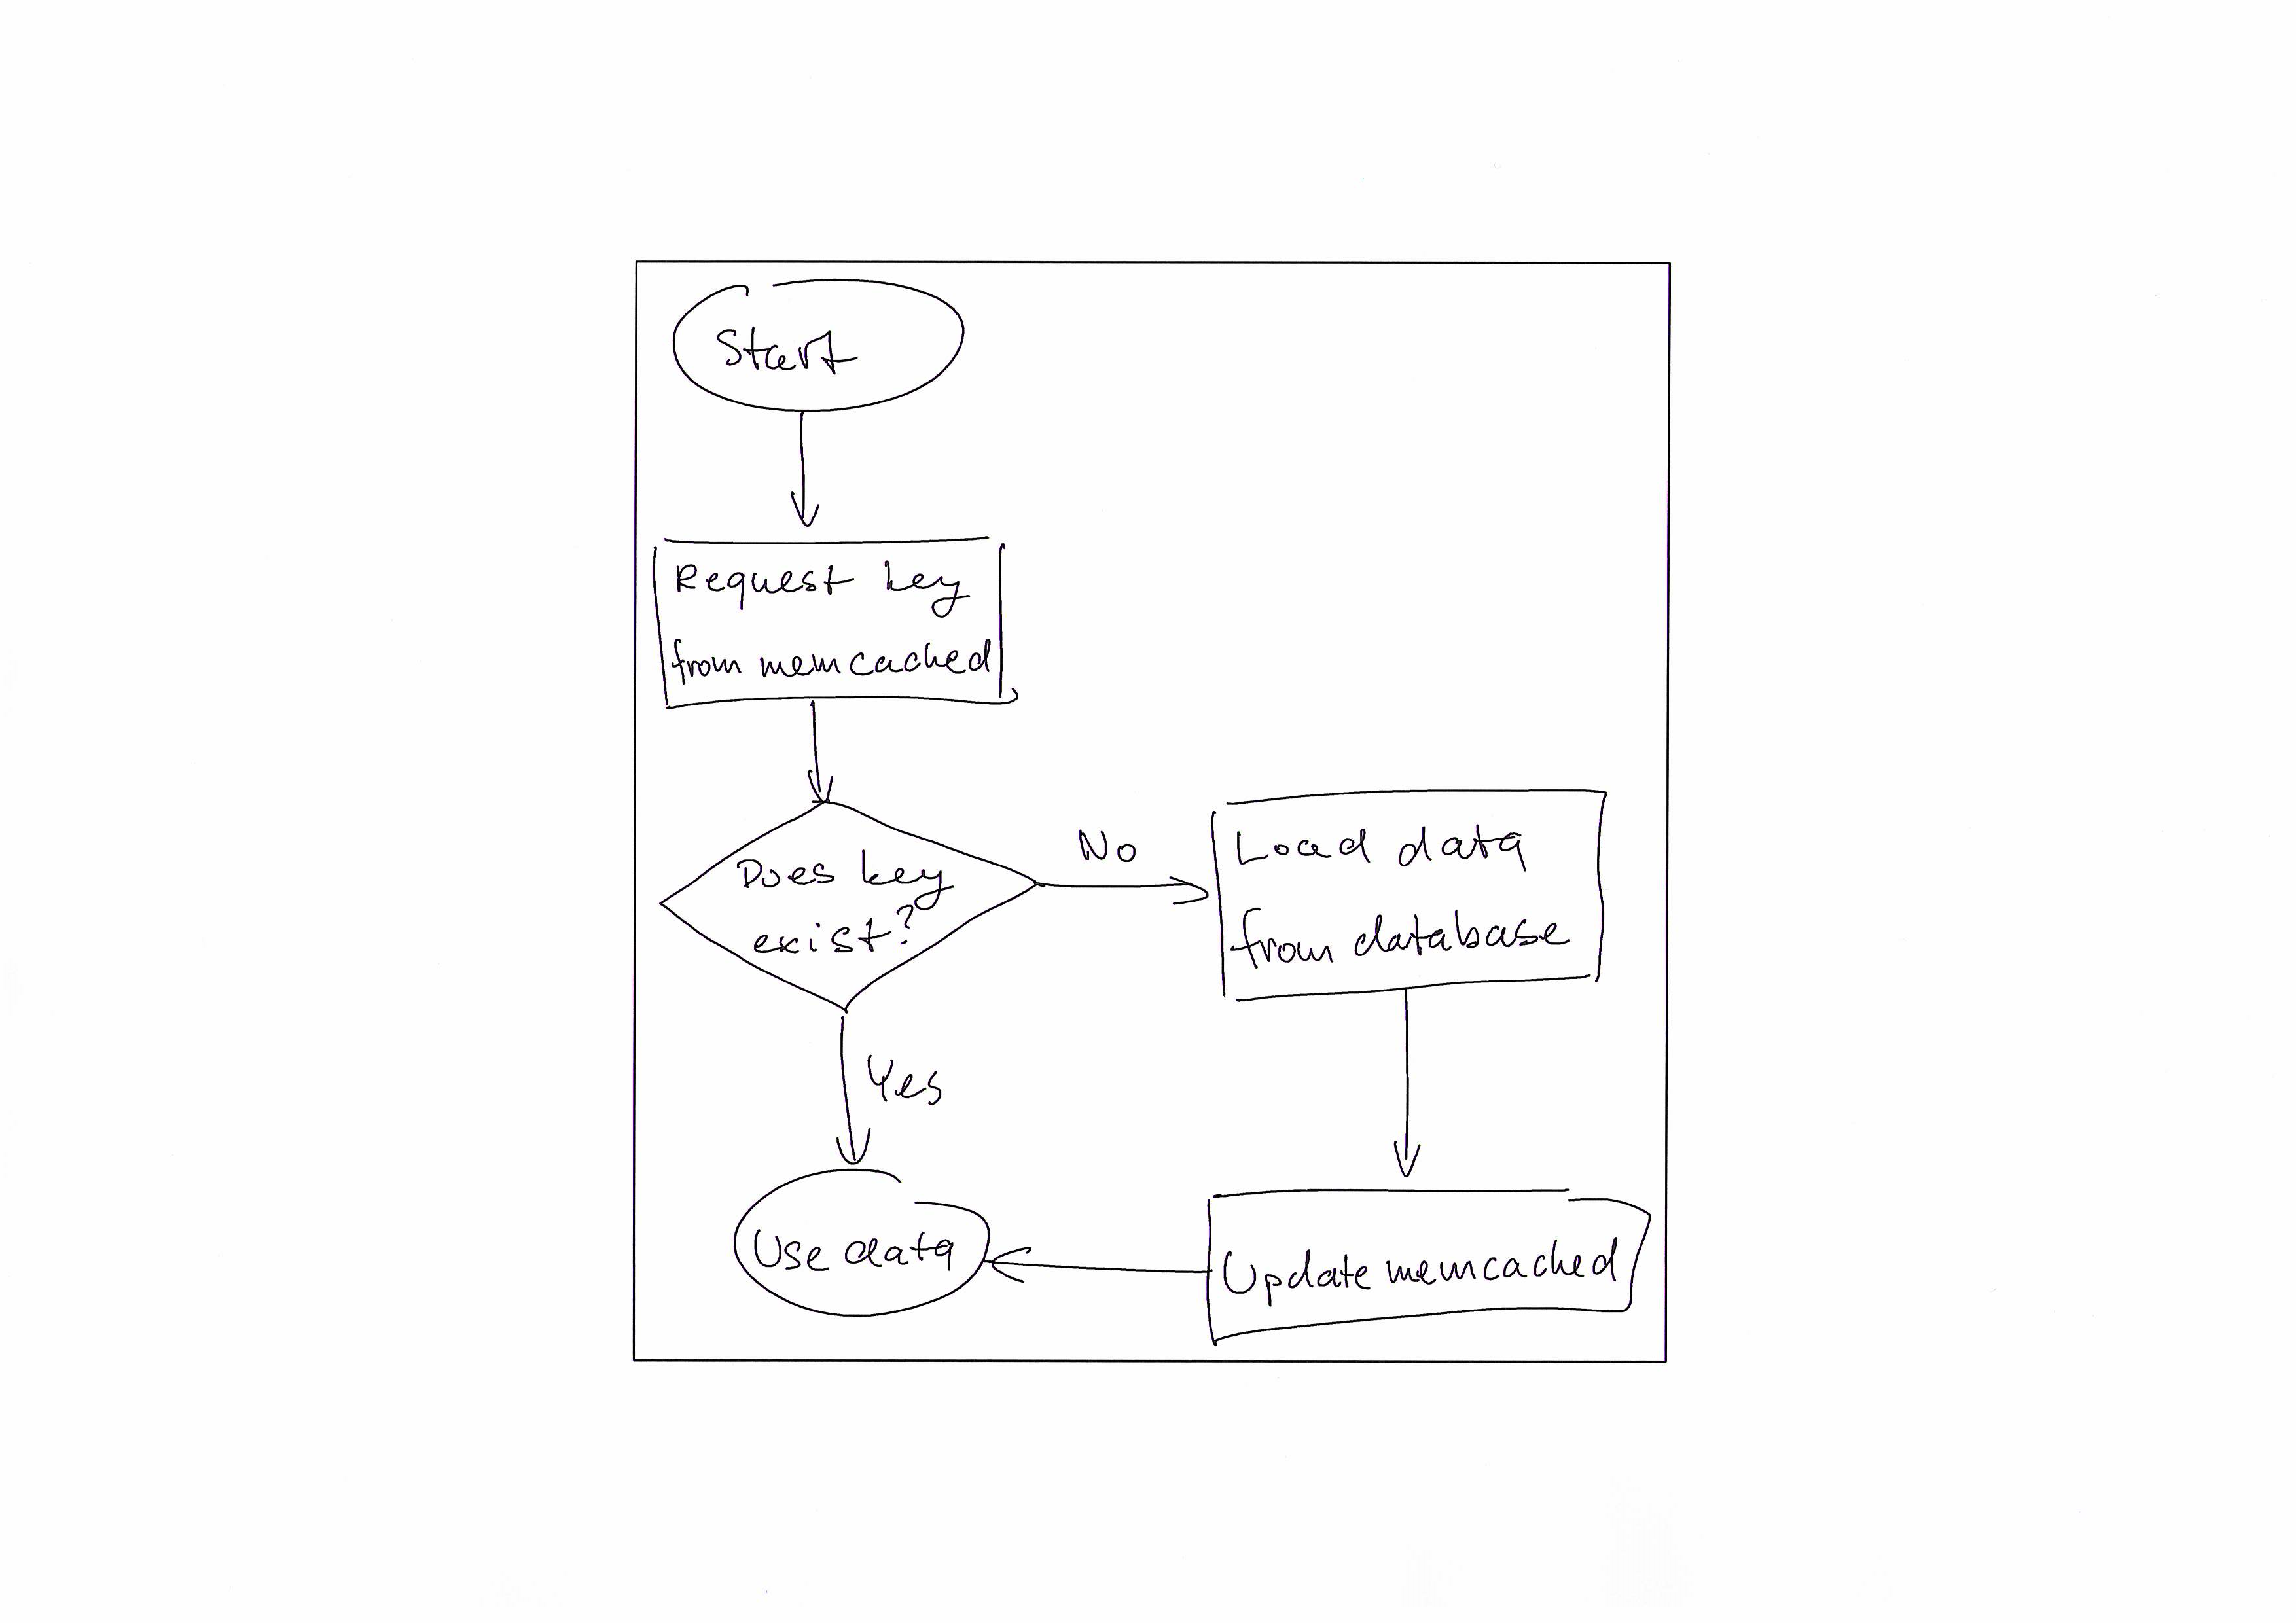 Start
Request key
from memcached
Does key
exist?
No
Load data
from database
Yes
Use data
Update memcached